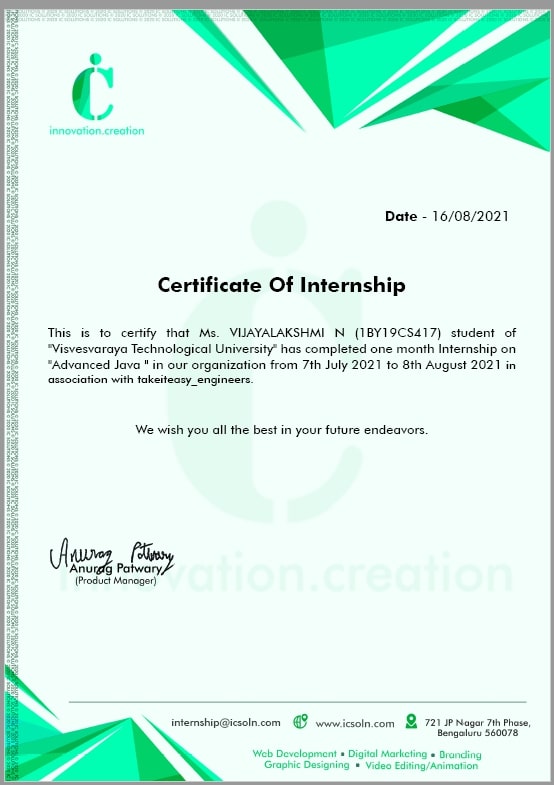 innovation.creation
Date - 16/08/2021
Certificate Of Internship
This is to certify that Ms. VIJAYALAKSHMI N (1BY19CS417) student of
"Visvesvaraya Technological University" has completed one month Internship on
"Advanced Java " in our organization from 7th July 2021 to 8th August 2021 in
association with takeiteasy_engineers.
We wish you all the best in your future endeavors.
Anurag Patwary
Anurag Patwary
(Product Manager)
innovation.creation
internship@icsoln.com
www.icsoln.com
721 JP Nagar 7th Phase,
Bengaluru 560078
Web Development • Digital Marketing • Branding
Graphic Designing • Video Editing/Animation